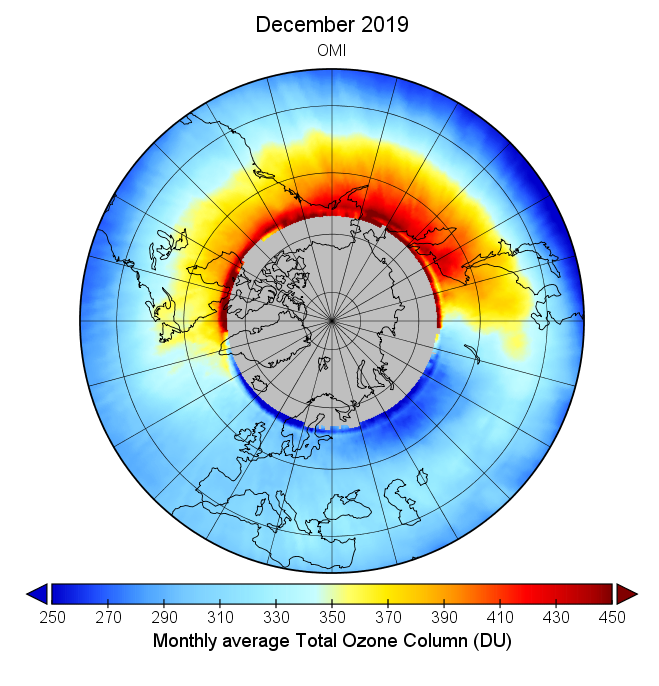 December 2019
OMI
250 270 290 310 330 350 370 390 410 430 450
Monthly average Total Ozone Column (DU)